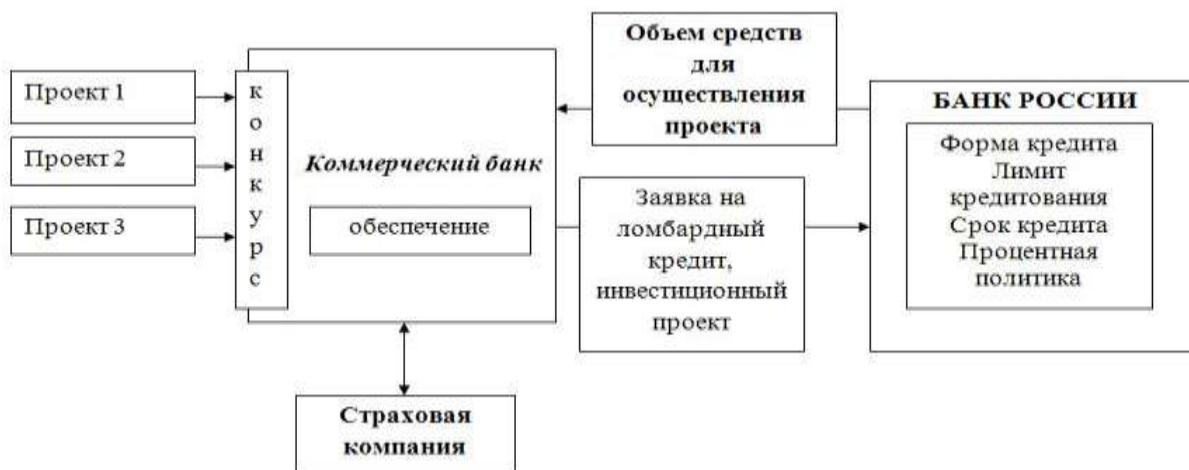 Проект 1
Проект 2
Проект 3
конкурс
Коммерческий банк
обеспечение
Страховая
компания
Объем средств
для
осуществления
проекта
Заявка на
ломбардный
кредит,
инвестиционный
проект
БАНК РОССИИ
Форма кредита
Лимит
кредитования
Срок кредита
Процентная
политика